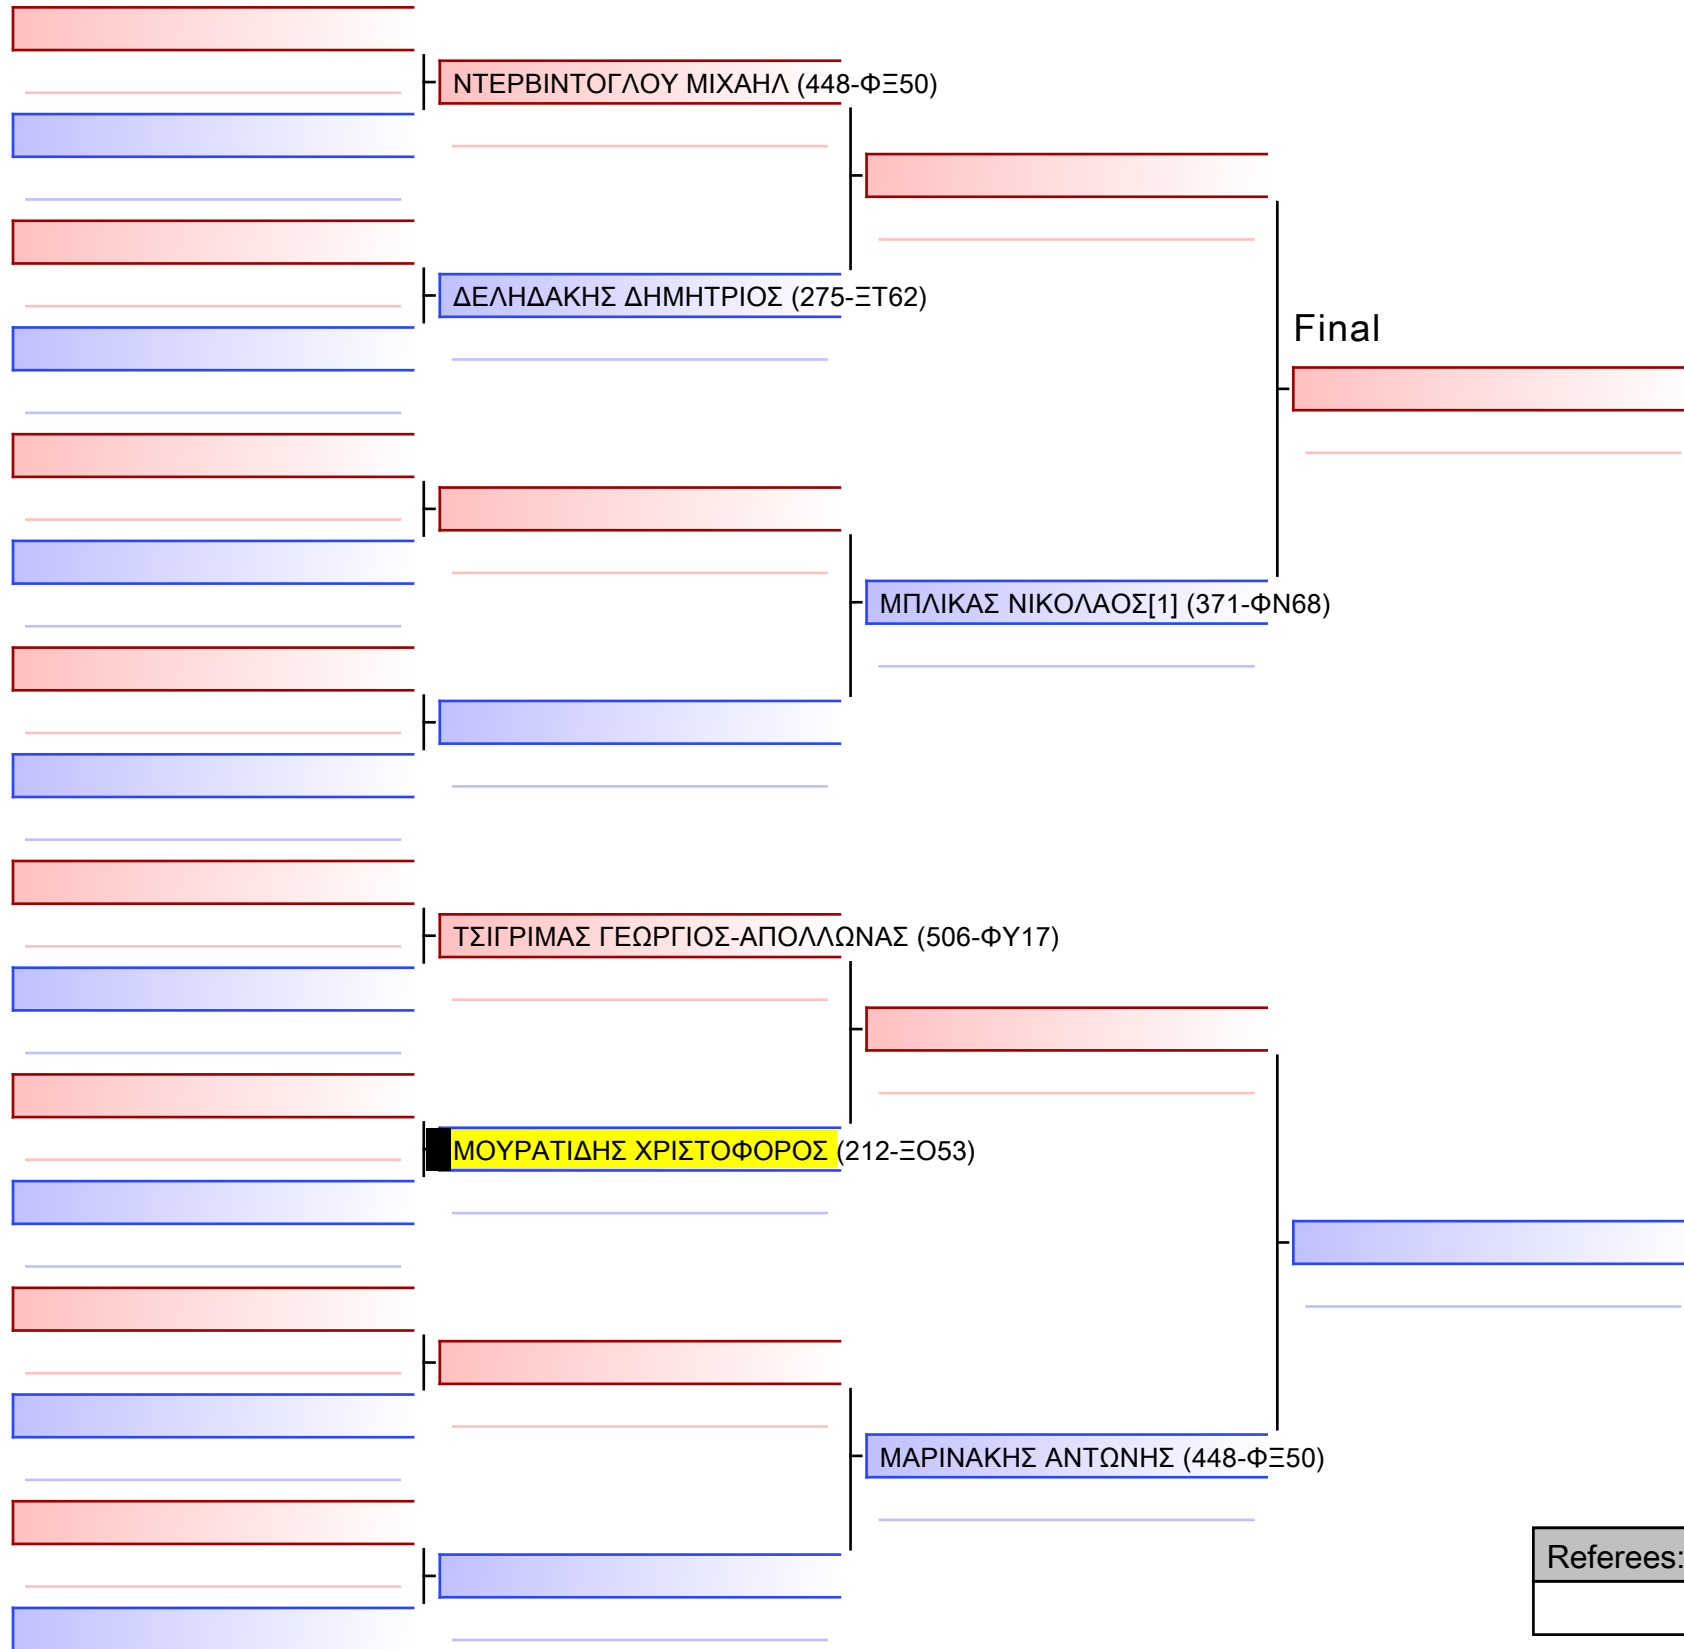 ΝΤΕΡΒΙΝΤΟΓΛΟΥ ΜΙΧΑΗΛ (448-ΦΞ50)
ΔΕΛΗΔΑΚΗΣ ΔΗΜΗΤΡΙΟΣ (275-ΞΤ62)
Final
ΜΠΛΙΚΑΣ ΝΙΚΟΛΑΟΣ[1] (371-ΦΝ68)
ΤΣΙΓΡΙΜΑΣ ΓΕΩΡΓΙΟΣ-ΑΠΟΛΛΩΝΑΣ (506-ΦΥ17)
ΜΟΥΡΑΤΙΔΗΣ ΧΡΙΣΤΟΦΟΡΟΣ (212-ΞΟ53)
ΜΑΡΙΝΑΚΗΣ ΑΝΤΩΝΗΣ (448-ΦΞ50)
Referees: